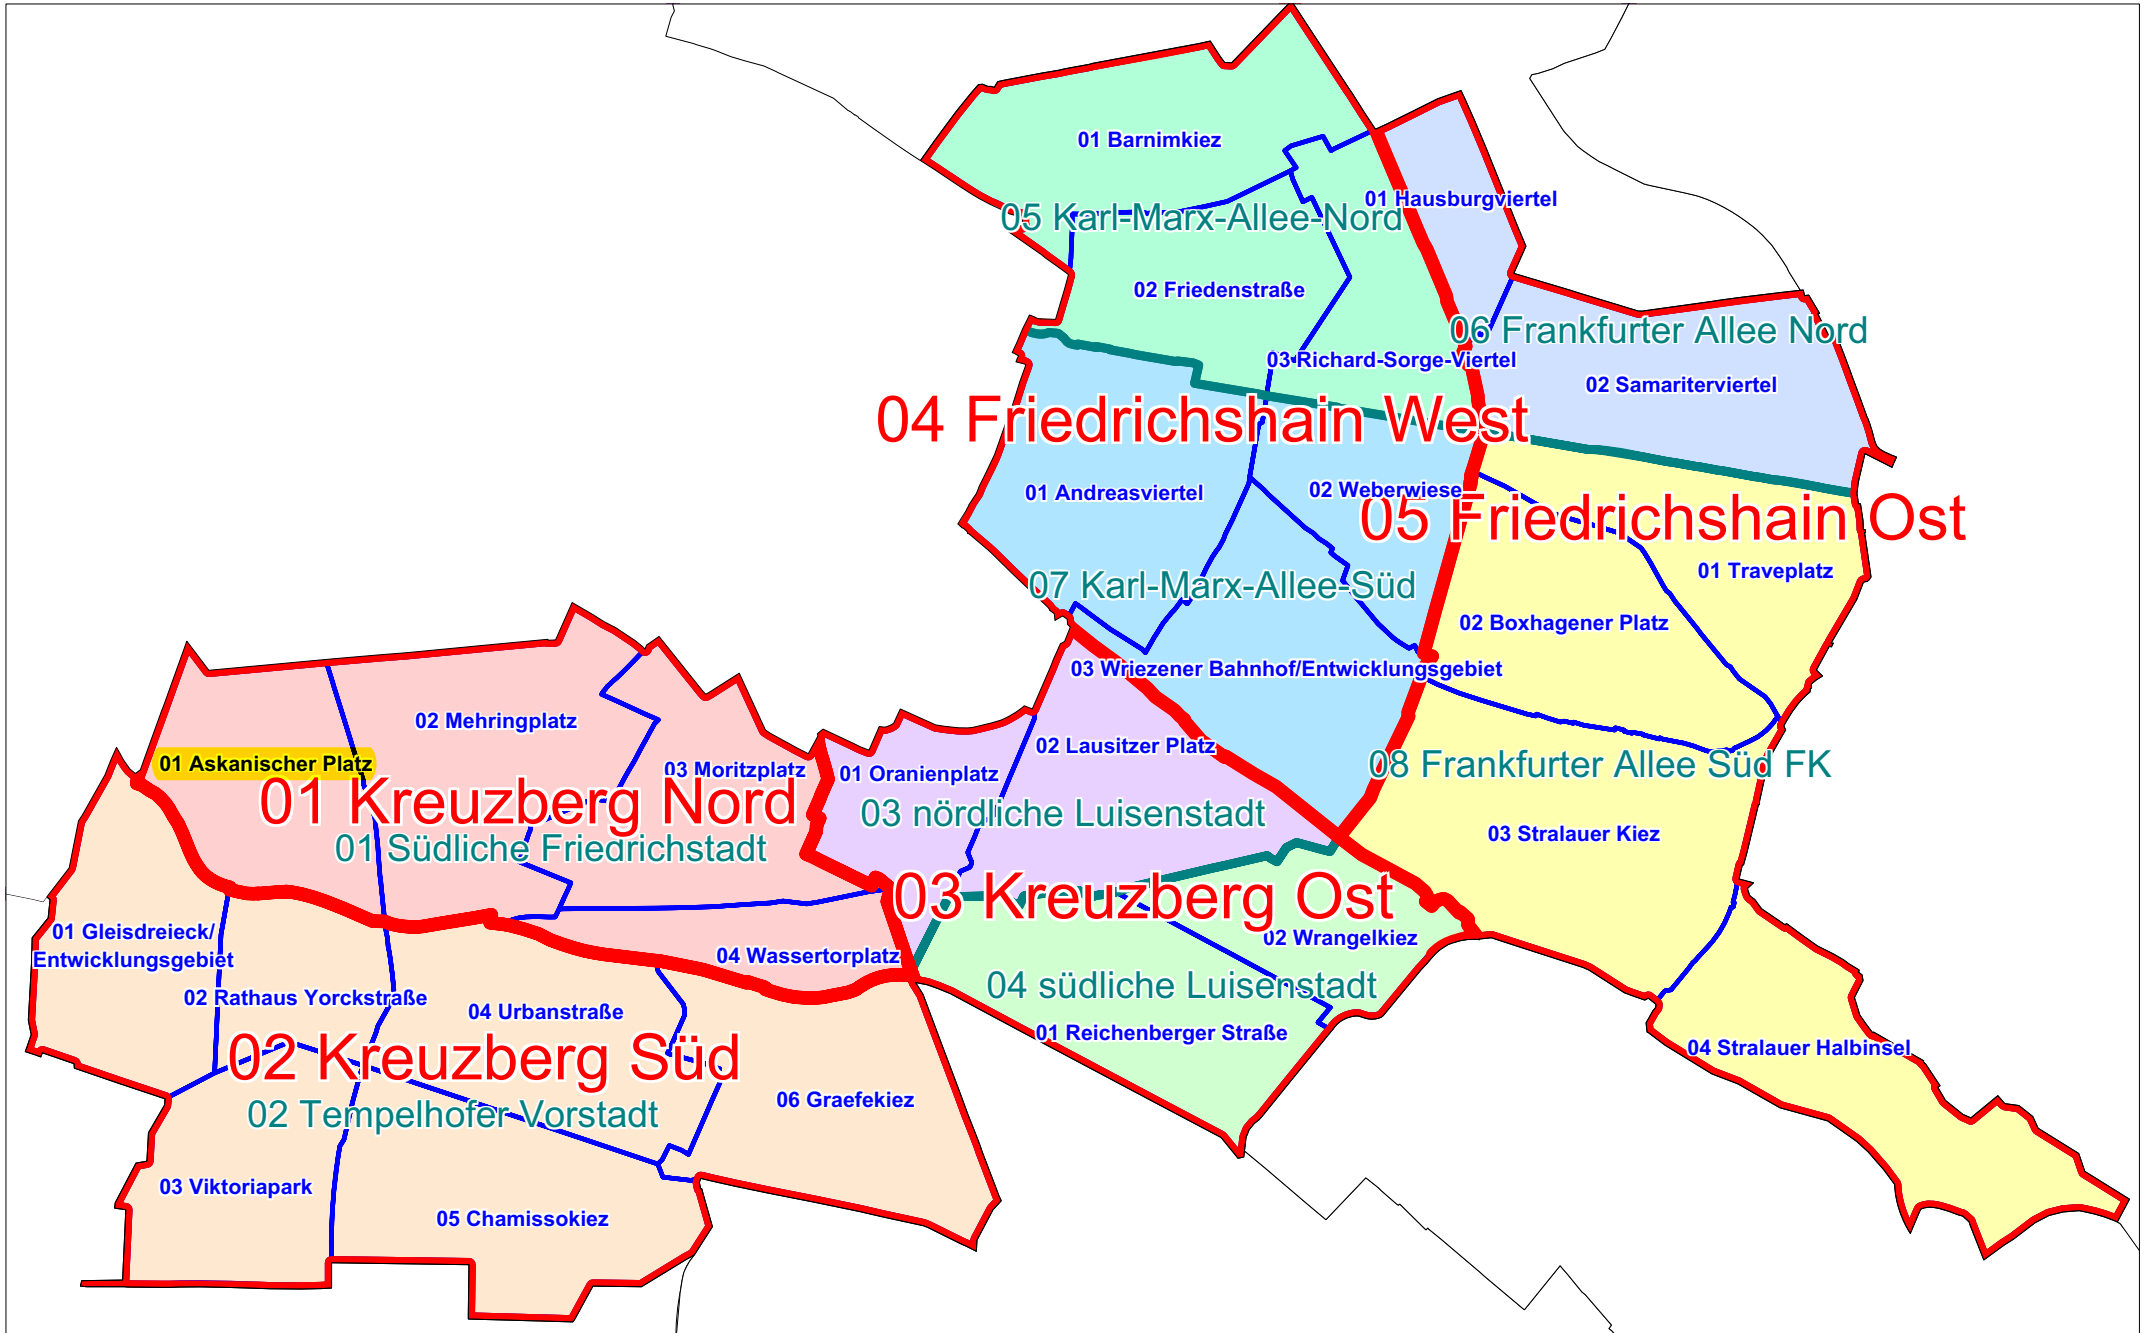 01 Barnimkiez
01 Hausburgviertel
05 Karl-Marx-Allee-Nord
02 Friedenstraße
06 Frankfurter Allee Nord
03 Richard-Sorge-Viertel
02 Samariterviertel
04 Friedrichshain West
01 Andreasviertel
02 Weberwiese
05 Friedrichshain Ost
01 Traveplatz
07 Karl-Marx-Allee-Süd
02 Boxhagener Platz
03 Wriezener Bahnhof/Entwicklungsgebiet
02 Mehringplatz
02 Lausitzer Platz
01 Askanischer Platz
03 Moritzplatz
01 Oranienplatz
08 Frankfurter Allee Süd FK
01 Kreuzberg Nord
03 nördliche Luisenstadt
03 Stralauer Kiez
01 Südliche Friedrichstadt
03 Kreuzberg Ost
01 Gleisdreieck/
Entwicklungsgebiet
02 Wrangelkiez
04 Wassertorplatz
04 südliche Luisenstadt
02 Rathaus Yorckstraße
04 Urbanstraße
01 Reichenberger Straße
04 Stralauer Halbinsel
02 Kreuzberg Süd
06 Graefekiez
02 Tempelhofer Vorstadt
03 Viktoriapark
05 Chamissokiez